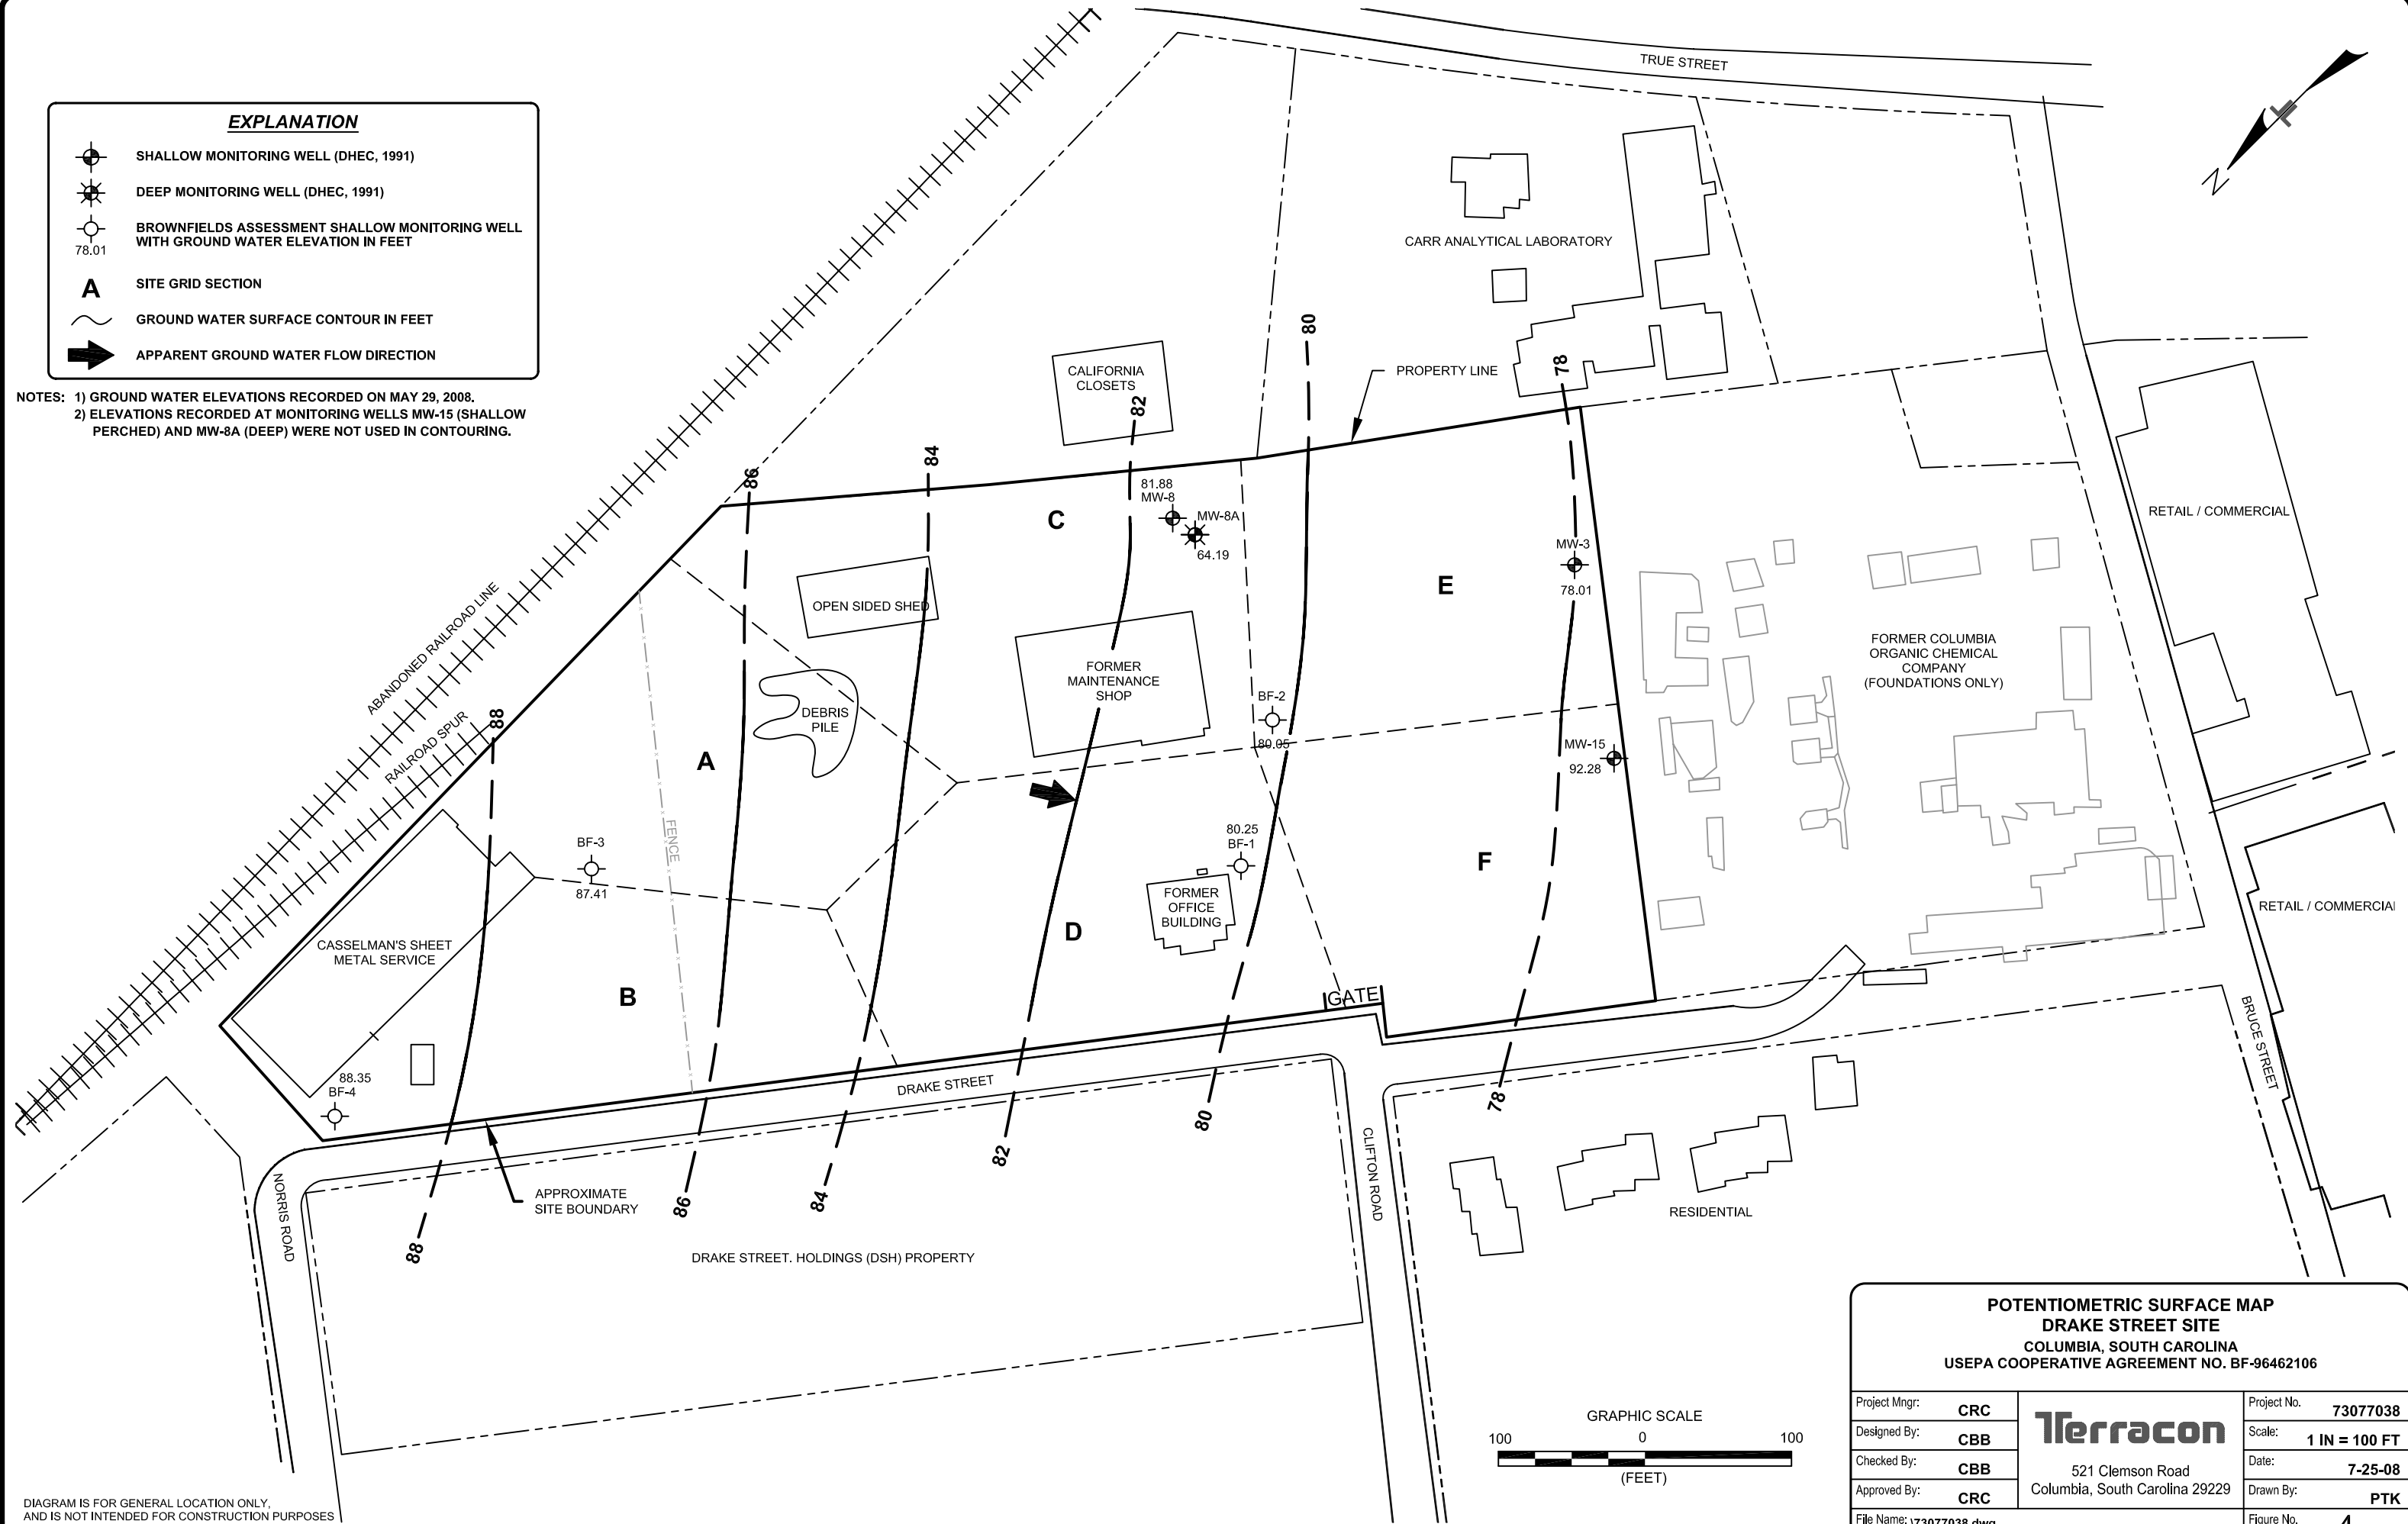 EXPLANATION
SHALLOW MONITORING WELL (DHEC, 1991)
DEEP MONITORING WELL (DHEC, 1991)
78.01
BROWNFIELDS ASSESSMENT SHALLOW MONITORING WELL
WITH GROUND WATER ELEVATION IN FEET
A SITE GRID SECTION
GROUND WATER SURFACE CONTOUR IN FEET
APPARENT GROUND WATER FLOW DIRECTION
NOTES: 1) GROUND WATER ELEVATIONS RECORDED ON MAY 29, 2008.
2) ELEVATIONS RECORDED AT MONITORING WELLS MW-15 (SHALLOW
PERCHED) AND MW-8A (DEEP) WERE NOT USED IN CONTOURING.
TRUE STREET
N
CARR ANALYTICAL LABORATORY
CALIFORNIA
CLOSETS
PROPERTY LINE
80
78
82
84
86
88
81.88
MW-8
MW-8A
64.19
C
E
MW-3
78.01
RETAIL / COMMERCIAL
OPEN SIDED SHED
ABANDONED RAILROAD LINE
RAILROAD SPUR
FORMER
MAINTENANCE
SHOP
FORMER COLUMBIA
ORGANIC CHEMICAL
COMPANY
(FOUNDATIONS ONLY)
DEBRIS
PILE
BF-2
80.05
MW-15
92.28
A
FENCE
BF-3
87.41
80.25
BF-1
FORMER
OFFICE
BUILDING
F
D
B
CASSELMAN'S SHEET
METAL SERVICE
RETAIL / COMMERCIAL
GATE
88.35
BF-4
DRAKE STREET
BRUCE STREET
78
80
82
84
86
88
CLIFTON ROAD
NORRIS ROAD
APPROXIMATE
SITE BOUNDARY
RESIDENTIAL
DRAKE STREET. HOLDINGS (DSH) PROPERTY
GRAPHIC SCALE
100 0 100
(FEET)
POTENTIOMETRIC SURFACE MAP
DRAKE STREET SITE
COLUMBIA, SOUTH CAROLINA
USEPA COOPERATIVE AGREEMENT NO. BF-96462106
Project Mngr: CRC
Designed By: CBB
Checked By: CBB
Approved By: CRC
File Name: \73077038.dwg
Terracon
521 Clemson Road
Columbia, South Carolina 29229
Project No. 73077038
Scale: 1 IN = 100 FT
Date: 7-25-08
Drawn By: PTK
Figure No. 4
DIAGRAM IS FOR GENERAL LOCATION ONLY,
AND IS NOT INTENDED FOR CONSTRUCTION PURPOSES